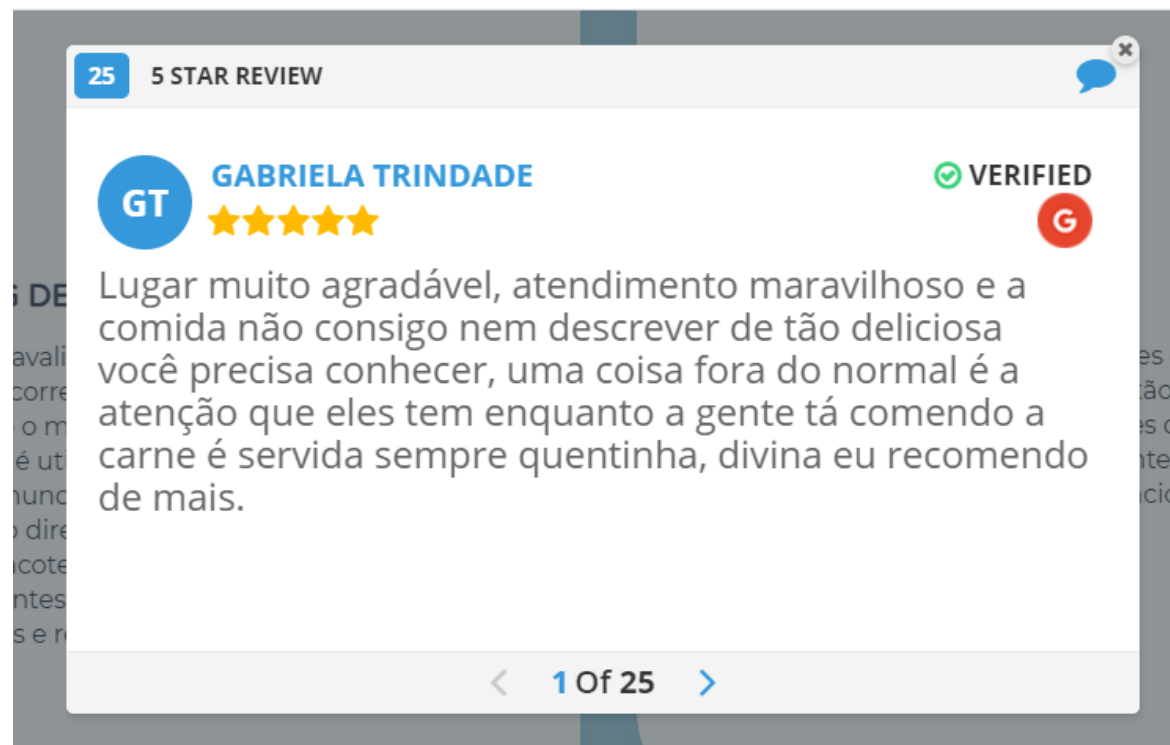 25 5 STAR REVIEW
GT
GABRIELA TRINDADE
VERIFIED
G
Lugar muito agradável, atendimento maravilhoso e a
comida não consigo nem descrever de tão deliciosa
você precisa conhecer, uma coisa fora do normal é a
atenção que eles tem enquanto a gente tá comendo a
carne é servida sempre quentinha, divina eu recomendo
de mais.
1 Of 25